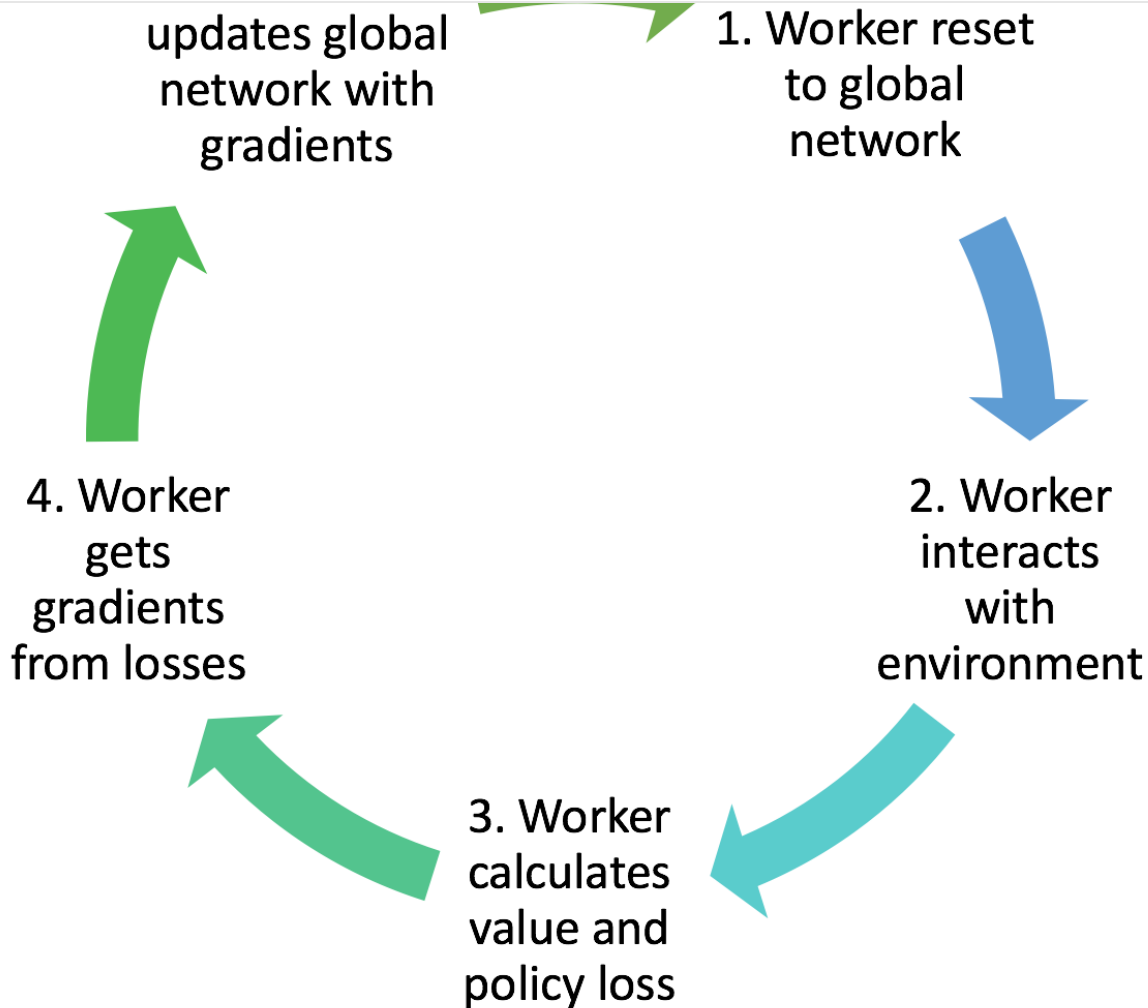 1. Worker reset
to global
network
2. Worker
interacts
with
environment
3. Worker
calculates
value and
policy loss
4. Worker
gets
gradients
from losses
updates global
network with
gradients